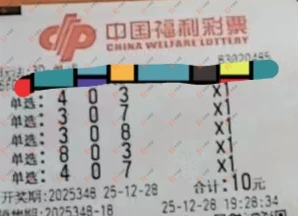 中国福利彩票
CHINA WELFARE LOTTERY
83020485
单选: 4 0 3 X1
单选: 3 0 7 X1
单选: 3 0 8 X1
单选: 8 0 3 X1
单选: 4 0 7 X1
开奖期:2025348 25-12-28 合计:10元
25-12-28 19:28:34